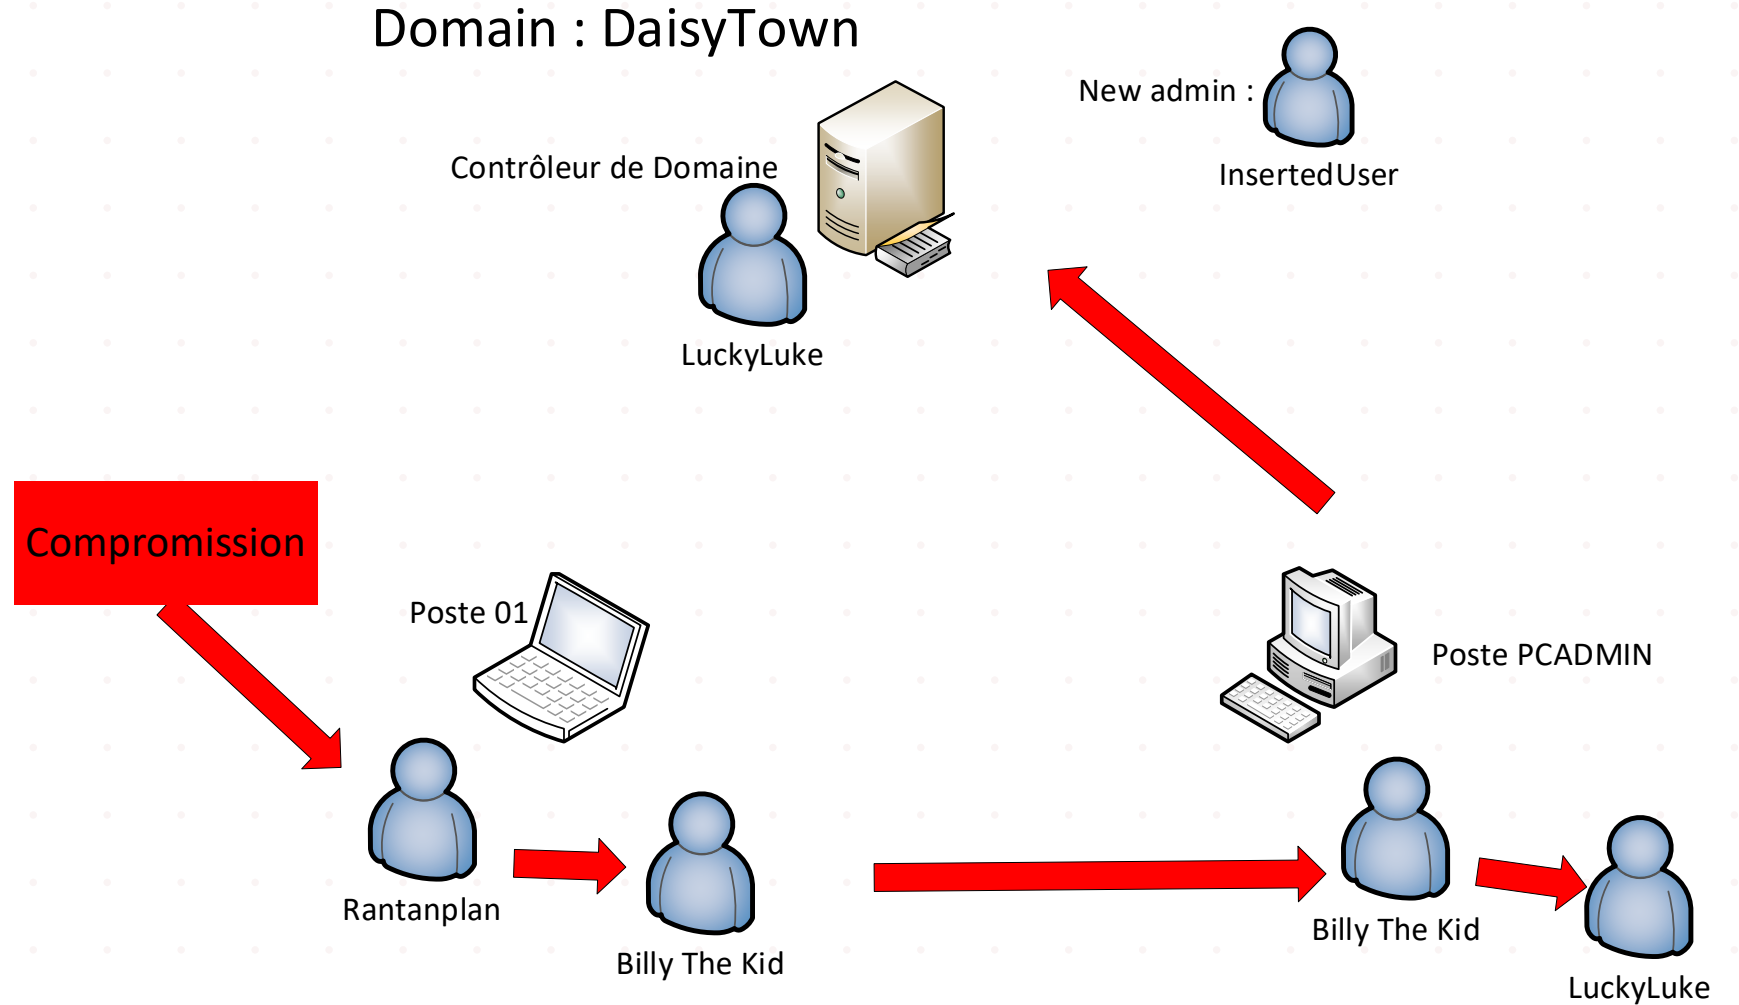 Domain : DaisyTown
New admin :
InsertedUser
Contrôleur de Domaine
LuckyLuke
Compromission
Poste 01
Poste PCADMIN
Rantanplan
Billy The Kid
Billy The Kid
LuckyLuke